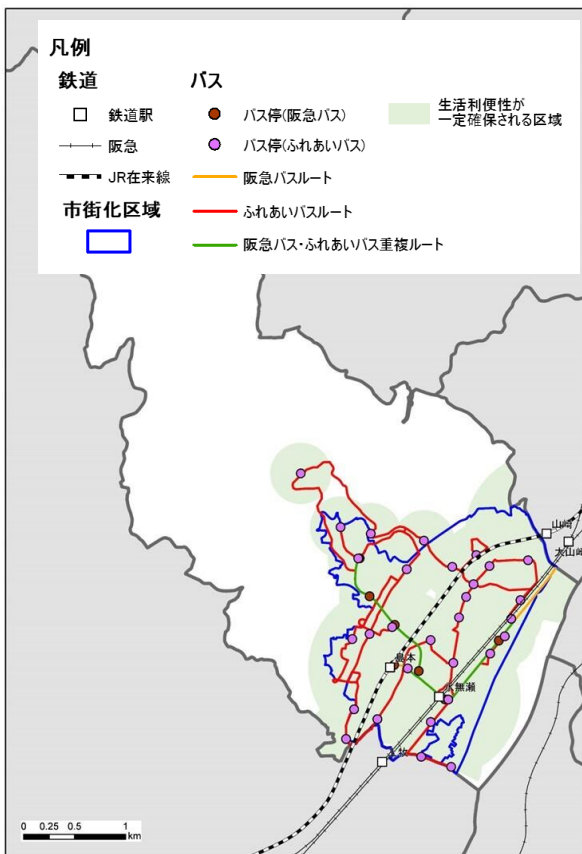 凡例
鉄道
バス
鉄道駅
バス停(阪急バス)
生活利便性が
一定確保される区域
阪急
バス停(ふれあいバス)
JR在来線
阪急バスルート
市街化区域
ふれあいバスルート
阪急バス・ふれあいバス重複ルート
山崎
大山崎
島本
水無瀬
上牧
0 0.25 0.5 1
km